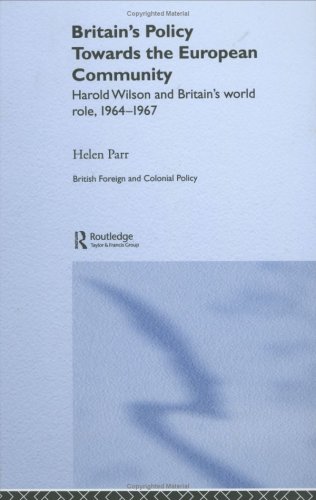 Copyrighted Material
Britain's Policy
Towards the European
Community
Harold Wilson and Britain's world
role, 1964–1967
Helen Parr
British Foreign and Colonial Policy
R Routledge
Taylor & Francis Group
Copyrighted Material